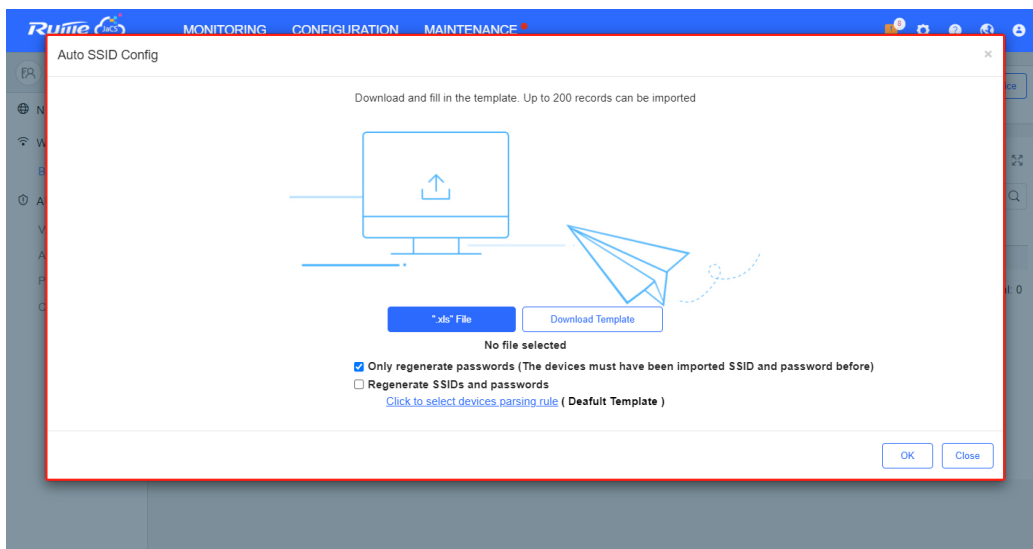 Ruijie JaCS MONITORING CONFIGURATION MAINTENANCE 8
Auto SSID Config ×
Download and fill in the template. Up to 200 records can be imported
".xls" File Download Template
No file selected
Only regenerate passwords (The devices must have been imported SSID and password before)
Regenerate SSIDs and passwords
Click to select devices parsing rule ( Deafult Template )
OK Close
N
W
B
A
V
A
P